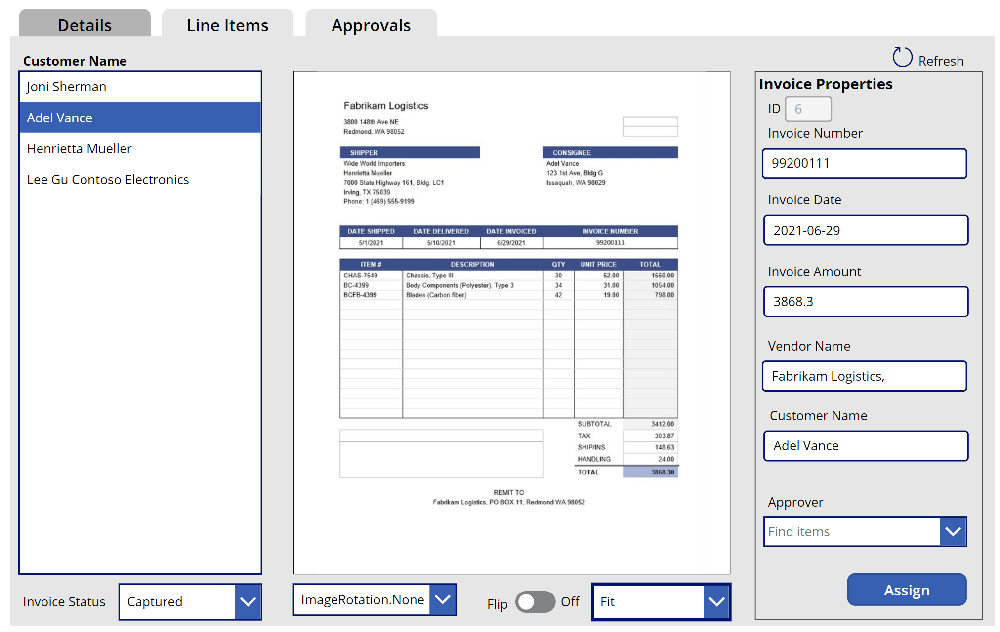 Details Line Items Approvals
Customer Name
Joni Sherman
Adel Vance
Henrietta Mueller
Lee Gu Contoso Electronics
Invoice Status Captured
Fabrikam Logistics
3800 148th Ave NE
Redmond, WA 98052
SHIPPER
Wide World Importers
Henrietta Mueller
7000 State Highway 161, Bldg. LC1
Irving, TX 75039
Phone: 1 (469) 555-9199
CONSIGNEE
Adel Vance
123 1st Ave, Bldg G
Issaquah, WA 98029
DATE SHIPPED DATE DELIVERED DATE INVOICED INVOICE NUMBER
5/1/2021 5/10/2021 6/29/2021 99200111
ITEM # DESCRIPTION QTY UNIT PRICE TOTAL
CHAS-7549 Chassis, Type III 30 52.00 1560.00
BC-4399 Body Components (Polyester), Type 3 34 31.00 1054.00
BCFB-4399 Blades (Carbon fiber) 42 19.00 798.00
SUBTOTAL 3412.00
TAX 303.87
SHIP/INS 148.63
HANDLING 24.00
TOTAL 3868.30
REMIT TO
Fabrikam Logistics, PO BOX 11, Redmond WA 98052
ImageRotation.None Flip Off Fit
Refresh
Invoice Properties
ID 6
Invoice Number
99200111
Invoice Date
2021-06-29
Invoice Amount
3868.3
Vendor Name
Fabrikam Logistics,
Customer Name
Adel Vance
Approver
Find items
Assign